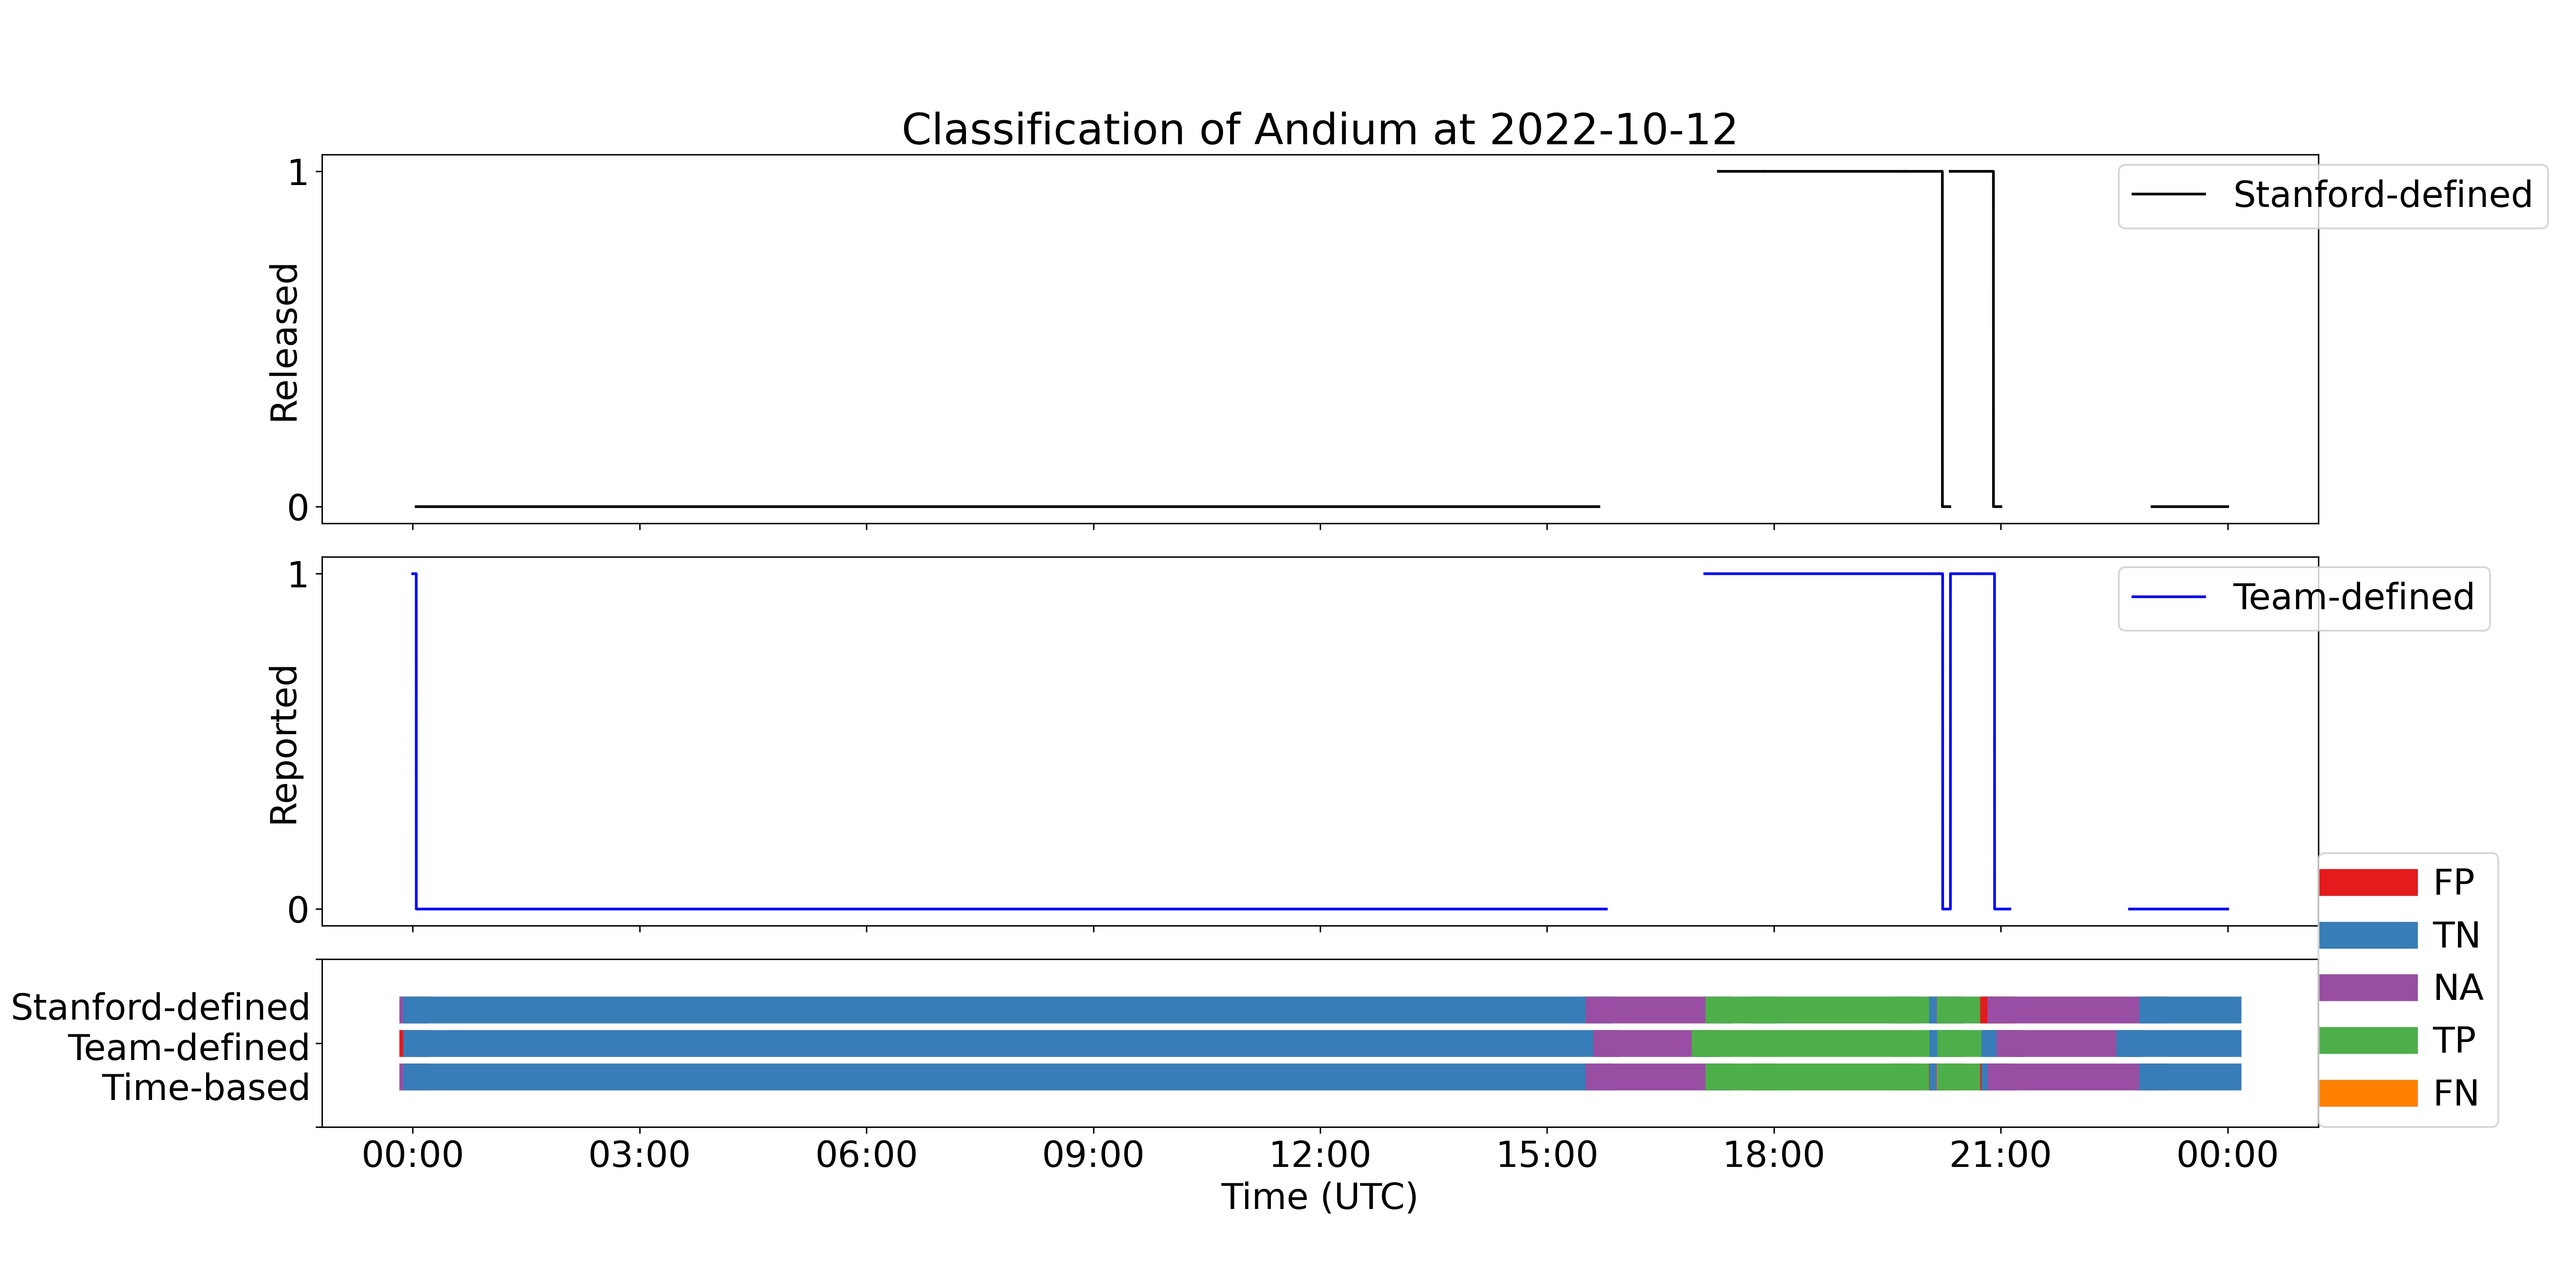 Classification of Andium at 2022-10-12
1
Stanford-defined
Released
0
1
Team-defined
Reported
0
FP
TN
NA
TP
FN
Stanford-defined
Team-defined
Time-based
00:00 03:00 06:00 09:00 12:00 15:00 18:00 21:00 00:00
Time (UTC)